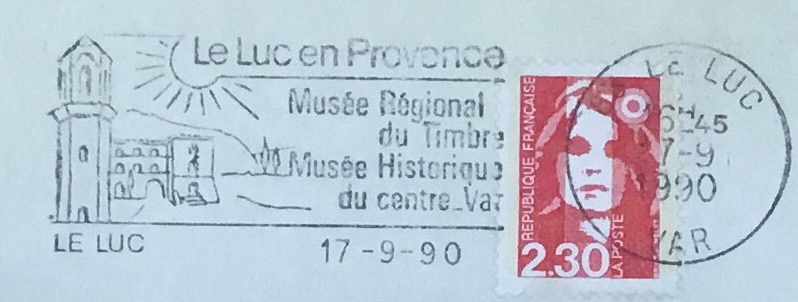 Le Luc en Provence
Musée Régional
du Timbre
Musée Historique
du centre_Var
LE LUC
17-9-90
REPUBLIQUE FRANÇAISE
2.30
LA POSTE
LE LUC
16H45
17-9
1990
VAR